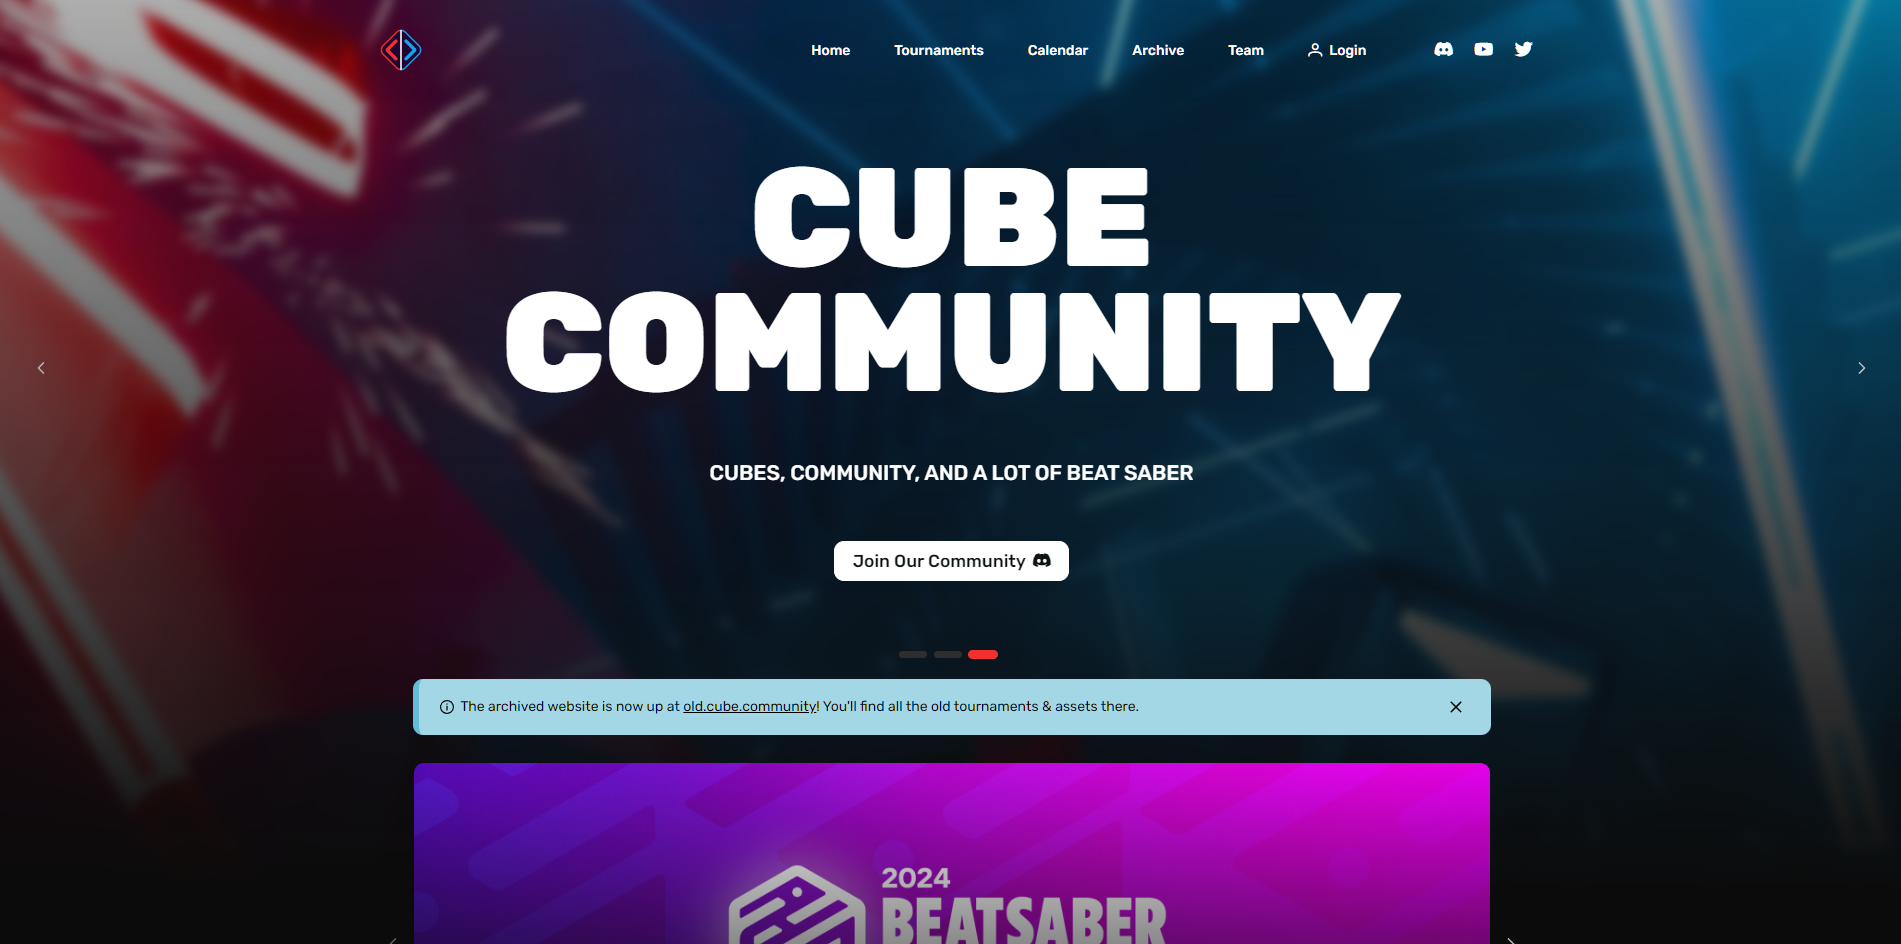 Home Tournaments Calendar Archive Team Login
CUBE
COMMUNITY
CUBES, COMMUNITY, AND A LOT OF BEAT SABER
Join Our Community
The archived website is now up at old.cube.community! You'll find all the old tournaments & assets there.
2024
BEATSABER